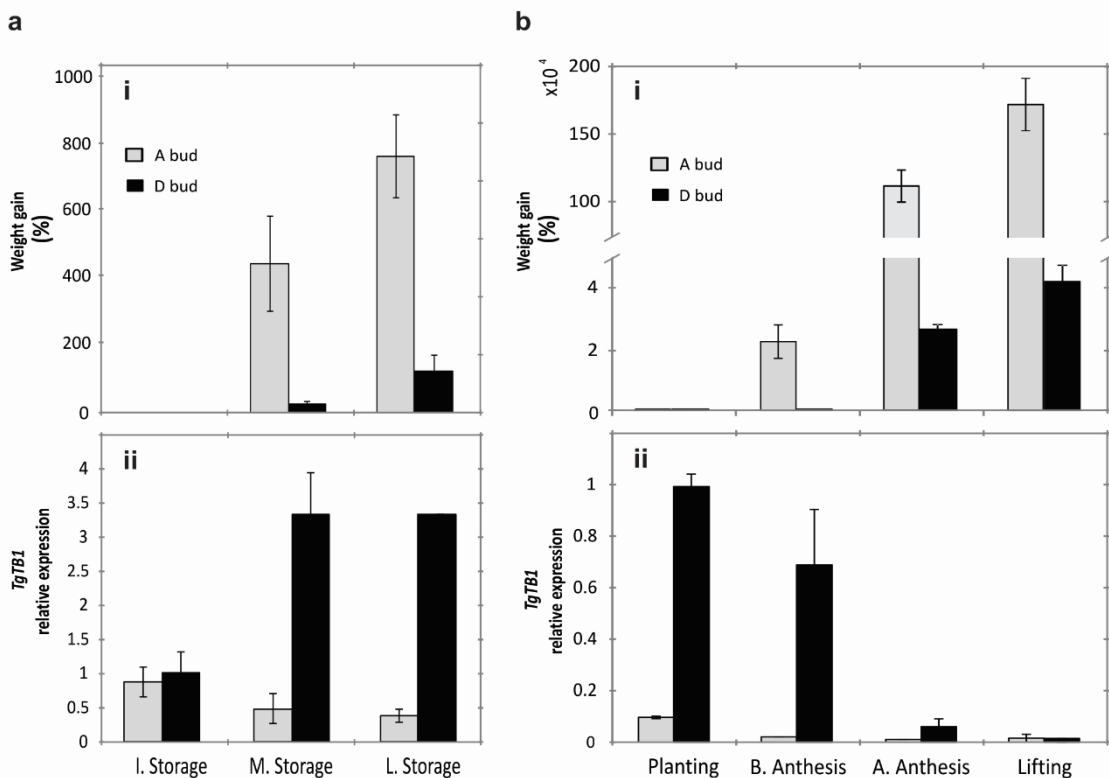 a
i
1000
800
600
400
200
0
Weight gain
(%)
A bud
D bud
ii
4
3.5
3
2.5
2
1.5
1
0.5
0
TgTB1
relative expression
I. Storage
M. Storage
L. Storage
b
i
x10⁻⁴
200
150
100
4
2
0
Weight gain
(%)
A bud
D bud
ii
1
0.8
0.6
0.4
0.2
0
TgTB1
relative expression
Planting
B. Anthesis
A. Anthesis
Lifting